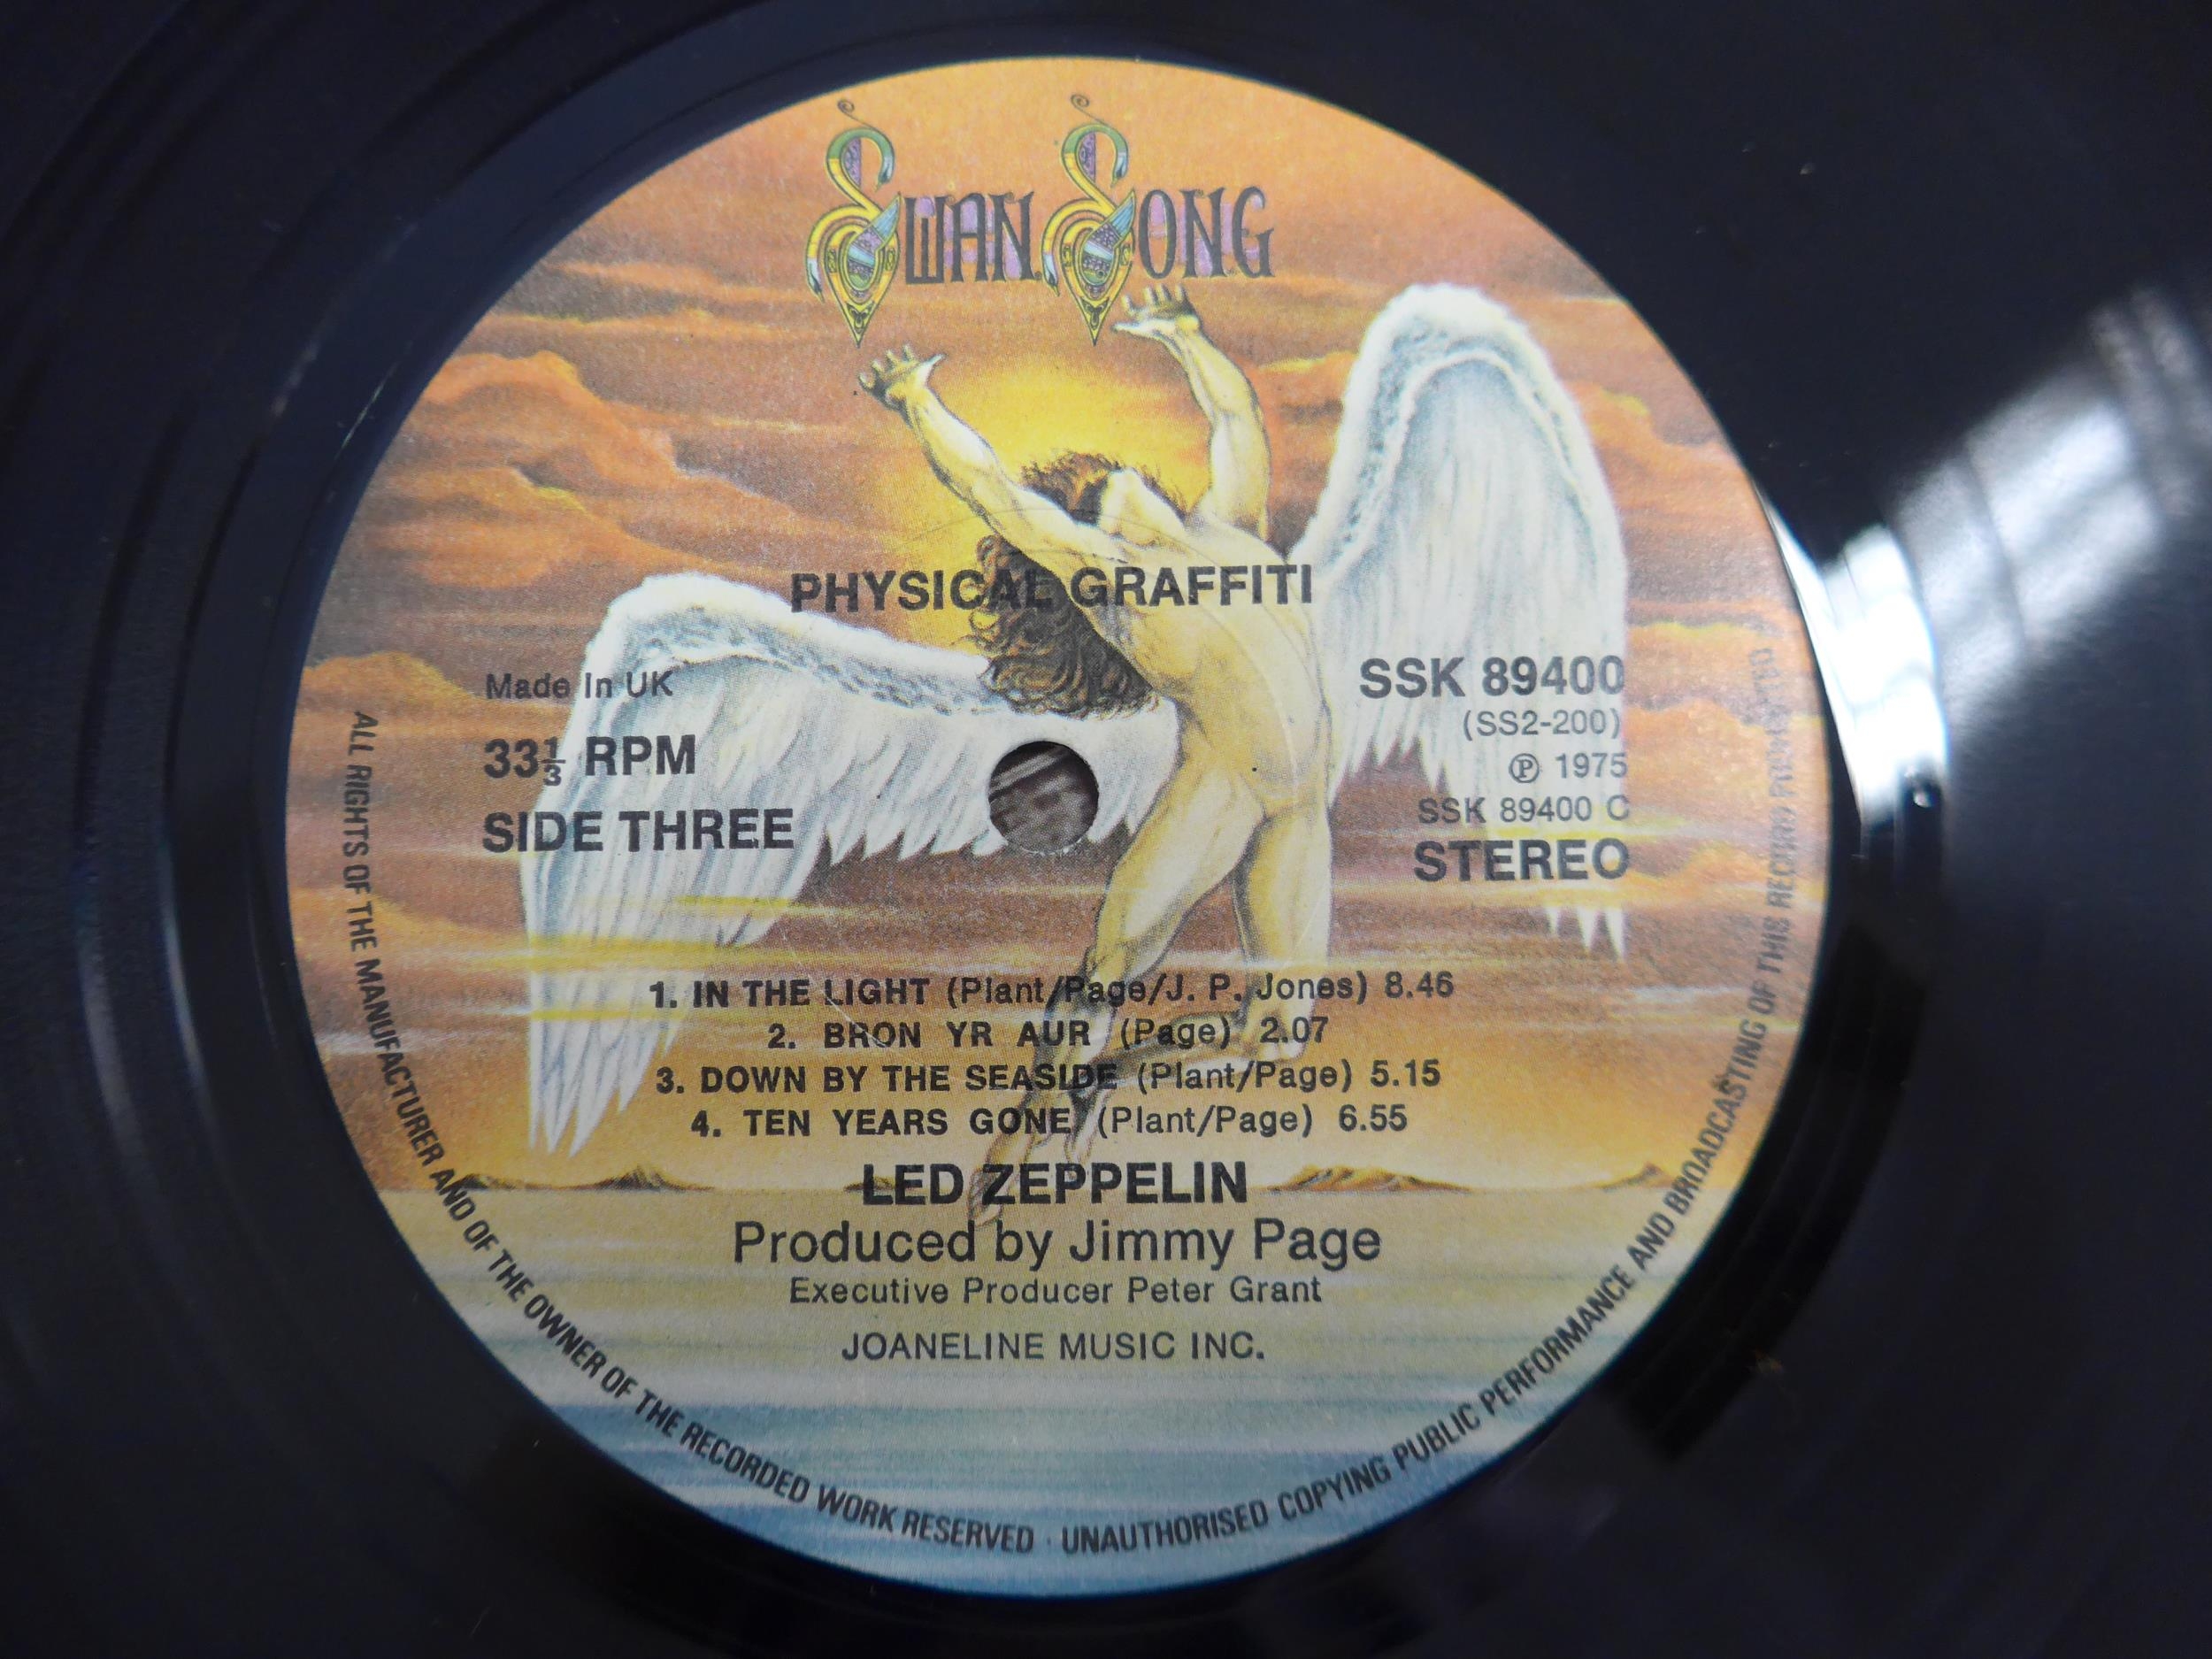 SWAN SONG
PHYSICAL GRAFFITI
Made In UK
33⅓ RPM
SIDE THREE
SSK 89400
(SS2-200)
℗ 1975
SSK 89400 C
STEREO
1. IN THE LIGHT (Plant/Page/J. P. Jones) 8.46
2. BRON YR AUR (Page) 2.07
3. DOWN BY THE SEASIDE (Plant/Page) 5.15
4. TEN YEARS GONE (Plant/Page) 6.55
LED ZEPPELIN
Produced by Jimmy Page
Executive Producer Peter Grant
JOANELINE MUSIC INC.
ALL RIGHTS OF THE MANUFACTURER AND OF THE OWNER OF THE RECORDED WORK RESERVED · UNAUTHORISED COPYING PUBLIC PERFORMANCE AND BROADCASTING OF THIS RECORD PROHIBITED